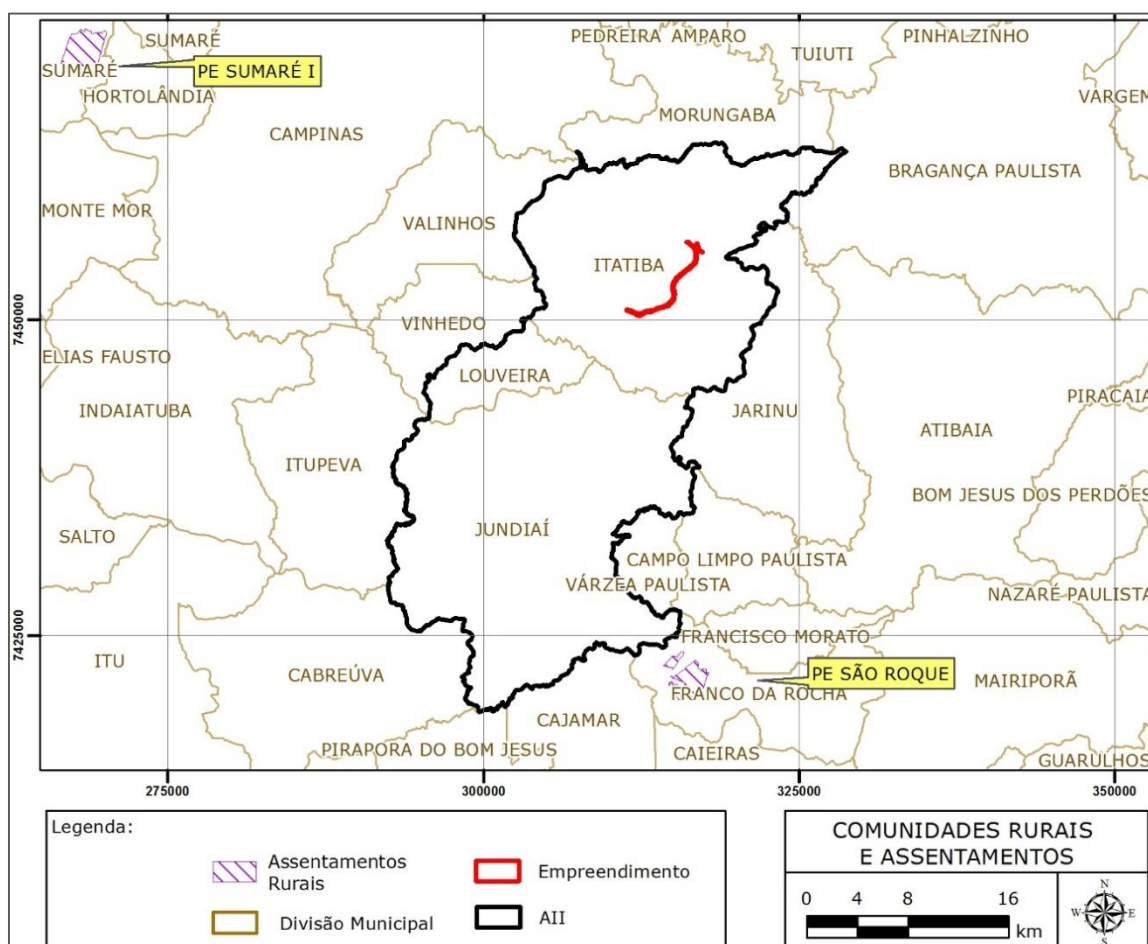 PEDREIRA AMPARO
PINHALZINHO
SUMARÉ
TUIUTI
SUMARÉ
PE SUMARÉ I
HORTOLÂNDIA
VARGEM
MORUNGABA
CAMPINAS
BRAGANÇA PAULISTA
MONTE MOR
VALINHOS
ITATIBA
7450000
VINHEDO
ELIAS FAUSTO
LOUVEIRA
PIRACAIA
INDAIATUBA
JARINU
ATIBAIA
ITUPEVA
BOM JESUS DOS PERDÕES
SALTO
JUNDIAÍ
CAMPO LIMPO PAULISTA
VÁRZEA PAULISTA
NAZARÉ PAULISTA
7425000
FRANCISCO MORATO
ITU
CABREÚVA
PE SÃO ROQUE
MAIRIPORÃ
FRANCO DA ROCHA
CAJAMAR
PIRAPORA DO BOM JESUS
CAIEIRAS
GUARULHOS
275000
300000
325000
350000
Legenda:
Assentamentos
Rurais
Empreendimento
Divisão Municipal
AII
COMUNIDADES RURAIS
E ASSENTAMENTOS
0 4 8 16
km
N
W E
S